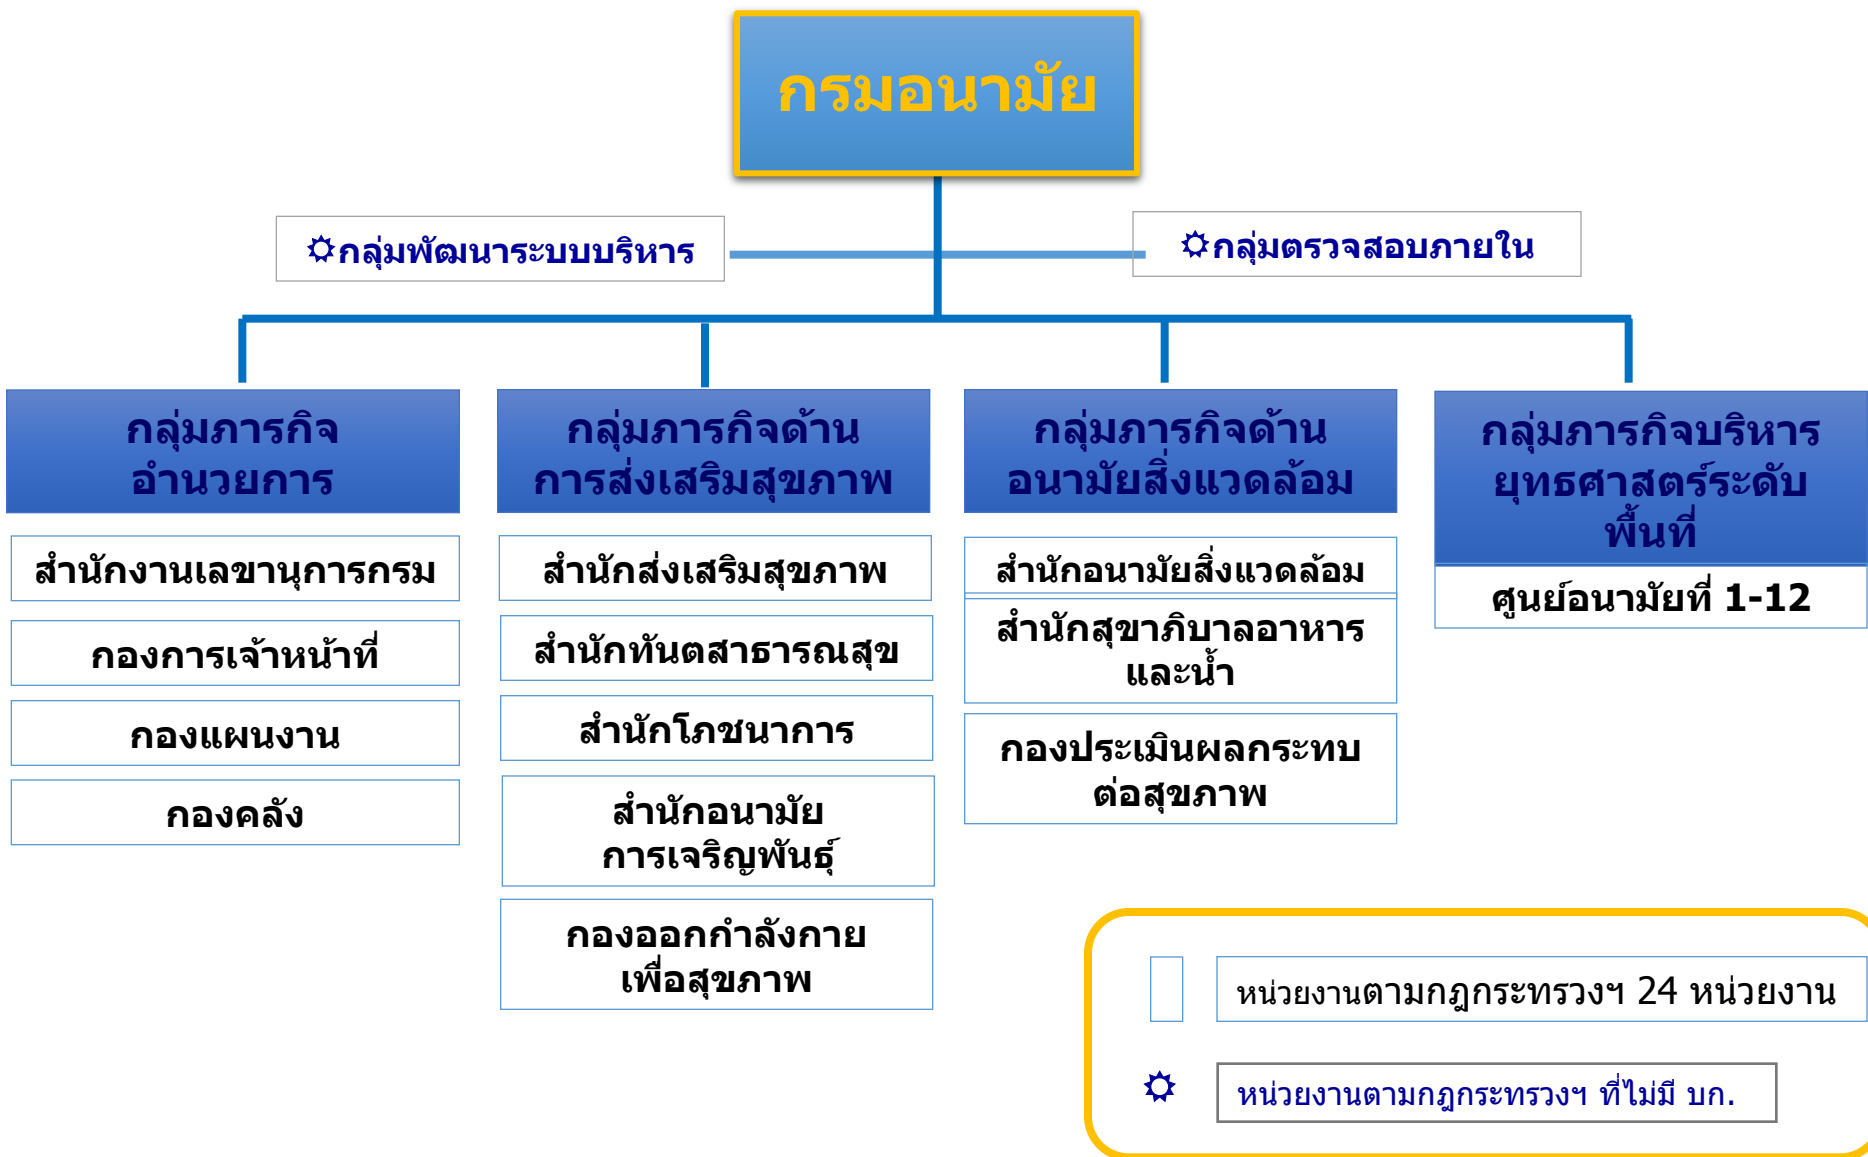 กรมอนามัย
กลุ่มพัฒนาระบบบริหาร
กลุ่มตรวจสอบภายใน
กลุ่มภารกิจ
อำนวยการ
สำนักงานเลขานุการกรม
กองการเจ้าหน้าที่
กองแผนงาน
กองคลัง
กลุ่มภารกิจด้าน
การส่งเสริมสุขภาพ
สำนักส่งเสริมสุขภาพ
สำนักทันตสาธารณสุข
สำนักโภชนาการ
สำนักอนามัย
การเจริญพันธุ์
กองออกกำลังกาย
เพื่อสุขภาพ
กลุ่มภารกิจด้าน
อนามัยสิ่งแวดล้อม
สำนักอนามัยสิ่งแวดล้อม
สำนักสุขาภิบาลอาหาร
และน้ำ
กองประเมินผลกระทบ
ต่อสุขภาพ
กลุ่มภารกิจบริหาร
ยุทธศาสตร์ระดับ
พื้นที่
ศูนย์อนามัยที่ 1-12
หน่วยงานตามกฎกระทรวงฯ 24 หน่วยงาน
หน่วยงานตามกฎกระทรวงฯ ที่ไม่มี บก.